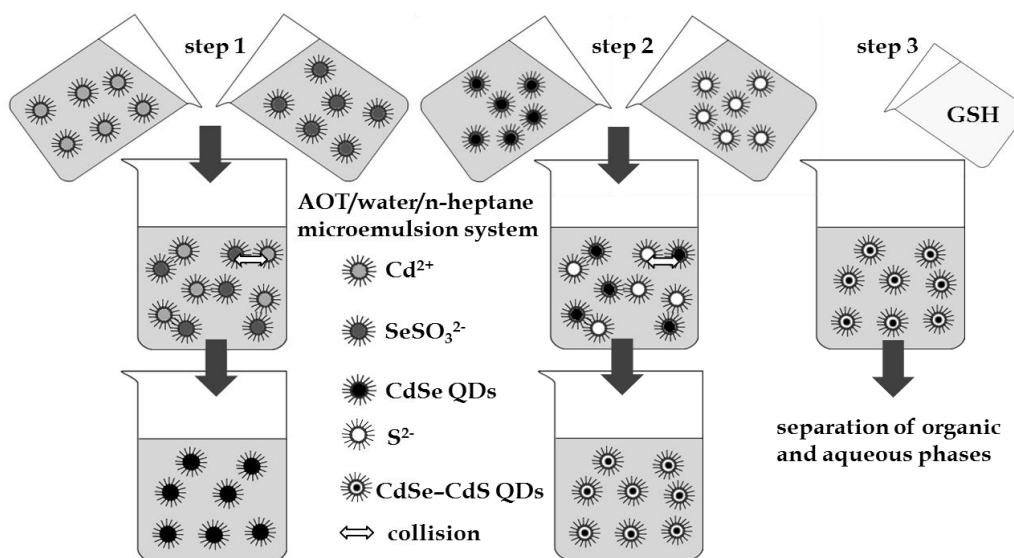 step 1
step 2
step 3
GSH
AOT/water/n-heptane
microemulsion system
Cd²⁺
SeSO₃²⁻
CdSe QDs
S²⁻
CdSe–CdS QDs
collision
separation of organic
and aqueous phases